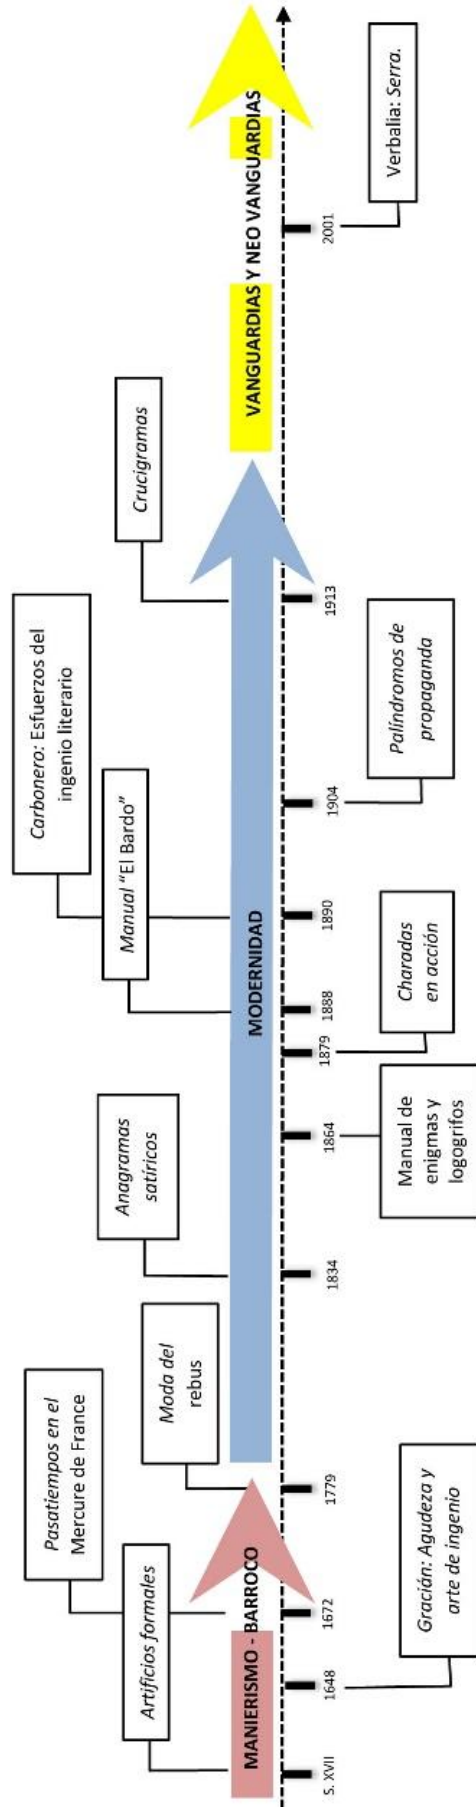 Pasatiempos en el
Mercure de France
Artificios formales
Moda del
rebus
Anagramas
satíricos
Carbonero: Esfuerzos del
ingenio literario
Manual "El Bardo"
Crucigramas
MANIERISMO - BARROCO
MODERNIDAD
VANGUARDIAS Y NEO VANGUARDIAS
S. XVII
1648
1672
1779
1834
1864
1879
1888
1890
1904
1913
2001
Gracián: Agudeza y
arte de ingenio
Manual de
enigmas y
logogrifos
Charadas
en acción
Palíndromos de
propaganda
Verbalia: Serra.